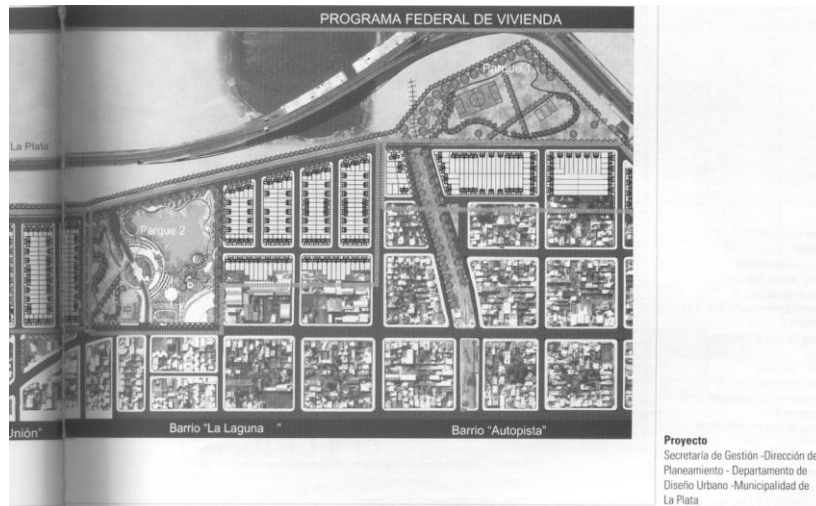 PROGRAMA FEDERAL DE VIVIENDA
Parque 1
La Plata
Parque 2
Unión"
Barrio "La Laguna "
Barrio "Autopista"
Proyecto
Secretaría de Gestión -Dirección de
Planeamiento - Departamento de
Diseño Urbano -Municipalidad de
La Plata